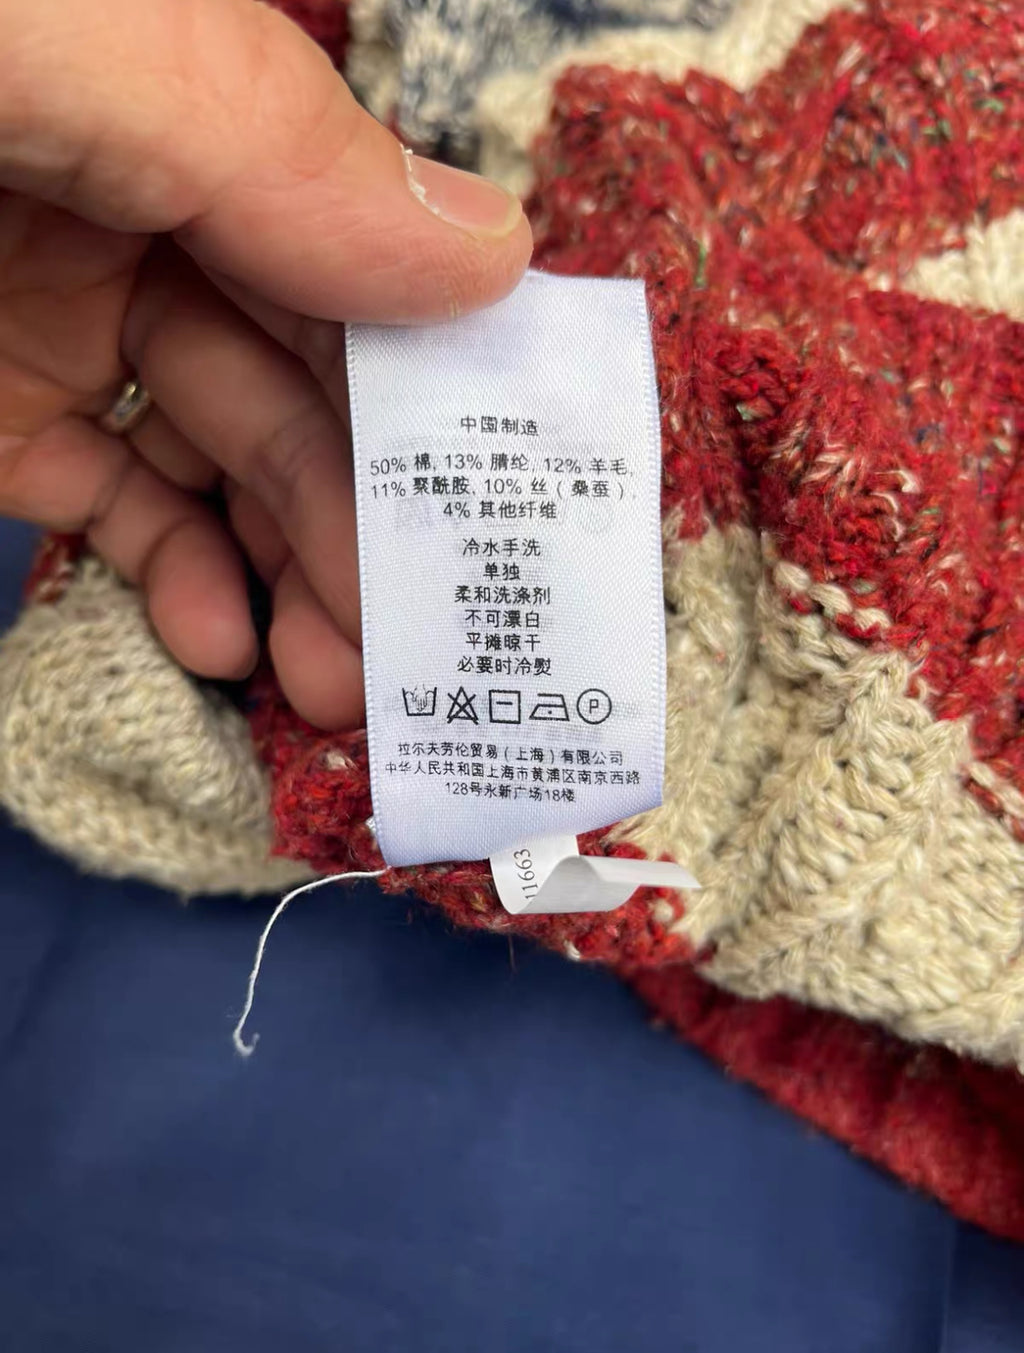 中国制造
50% 棉, 13% 腈纶, 12% 羊毛,
11% 聚酰胺, 10% 丝（桑蚕）,
4% 其他纤维
冷水手洗
单独
柔和洗涤剂
不可漂白
平摊晾干
必要时冷熨
P
拉尔夫劳伦贸易（上海）有限公司
中华人民共和国上海市黄浦区南京西路
128号永新广场18楼
11663